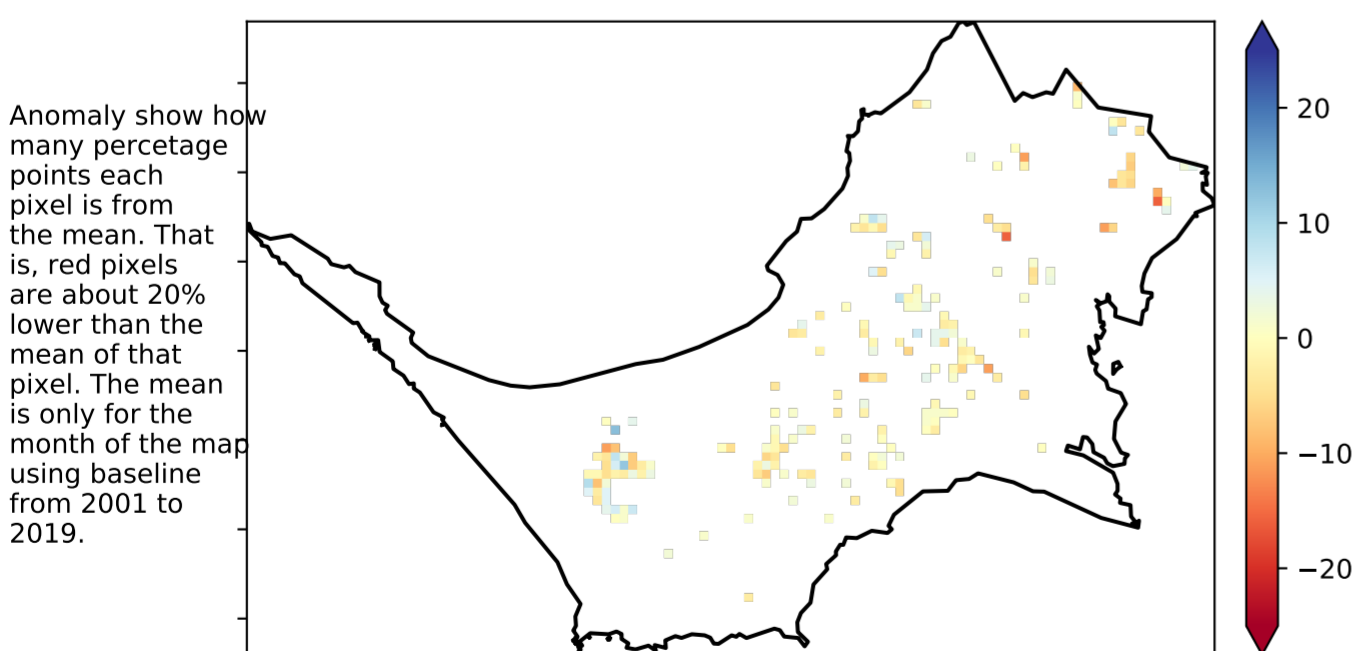 Anomaly show how
many percetage
points each
pixel is from
the mean. That
is, red pixels
are about 20%
lower than the
mean of that
pixel. The mean
is only for the
month of the map
using baseline
from 2001 to
2019.
20
10
0
−10
−20